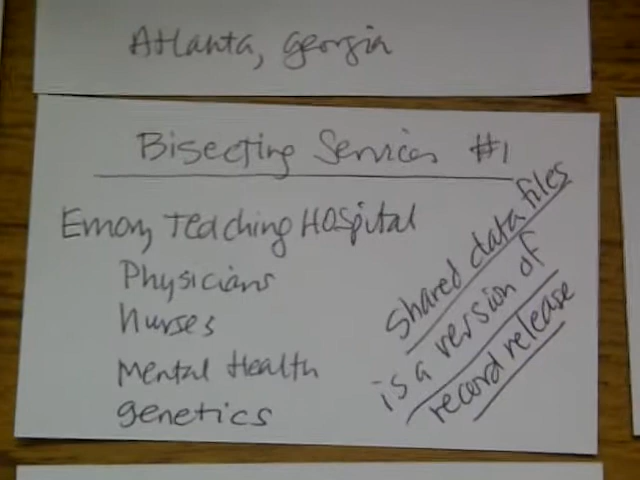 Atlanta, georgia
Bisecting Services #1
Emory Teaching Hospital
Physicians
nurses
mental Health
genetics
shared data files
is a version of
record release